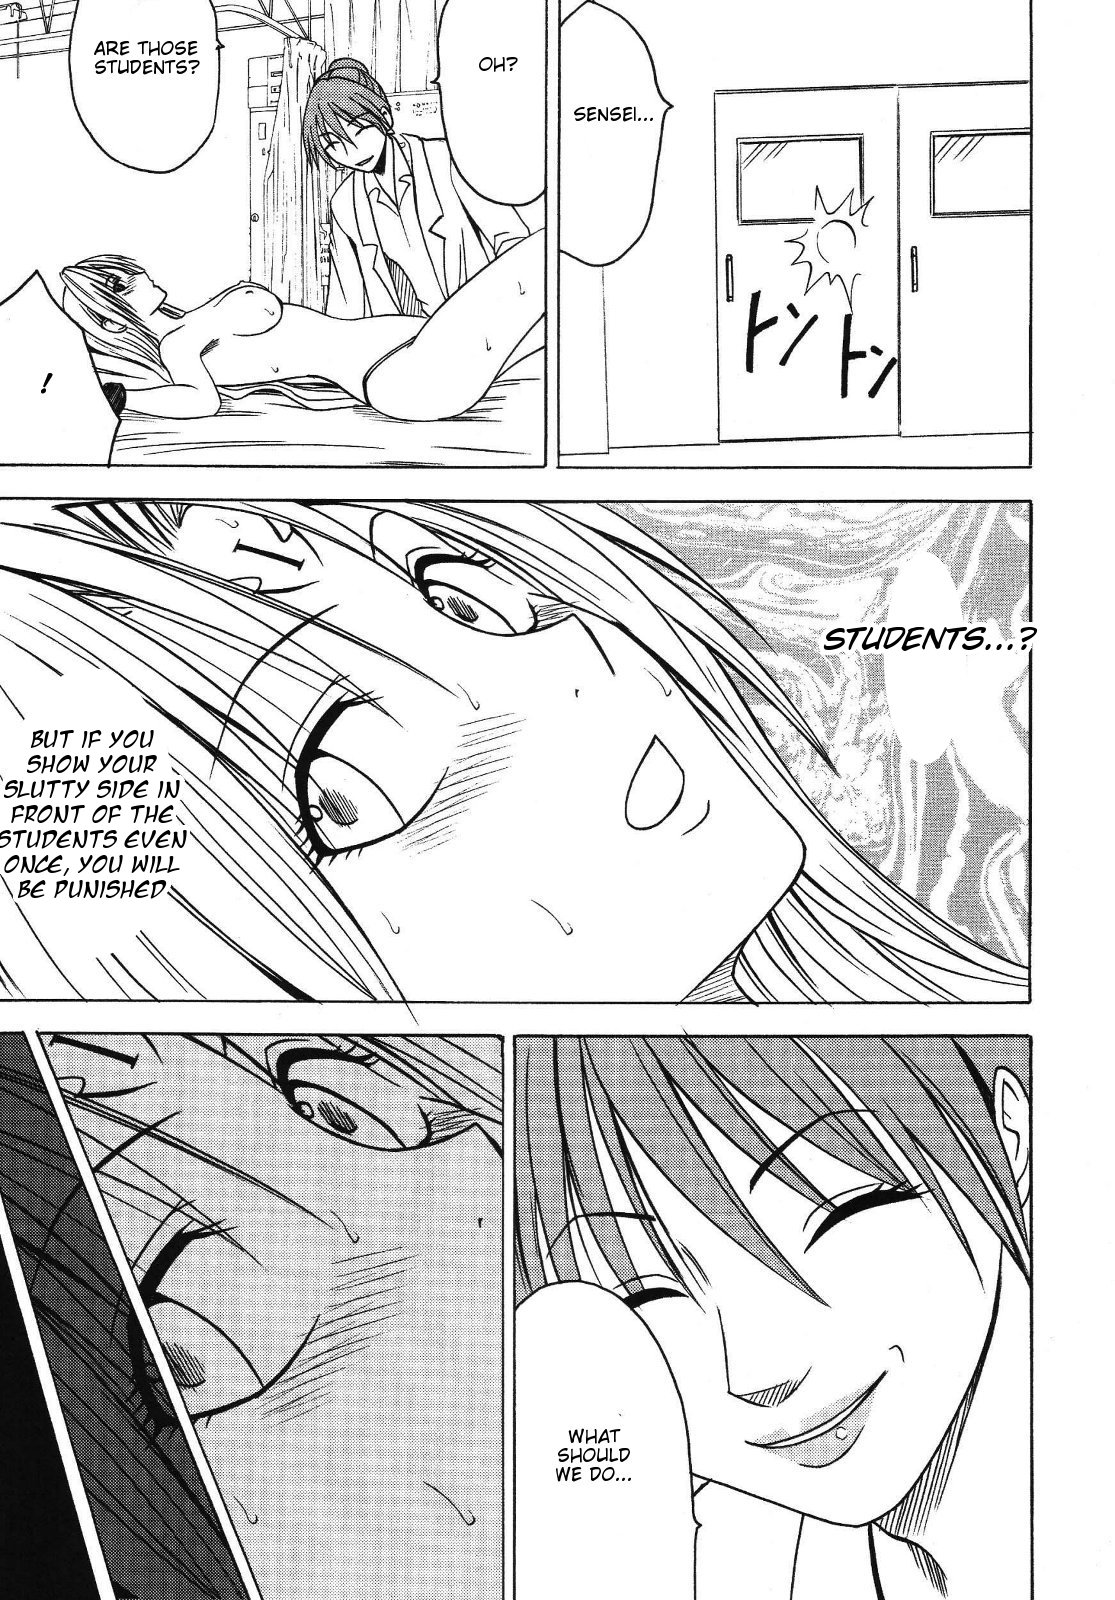 SENSEI...
トントン
OH?
ARE THOSE
STUDENTS?
!
STUDENTS...?
BUT IF YOU
SHOW YOUR
SLUTTY SIDE IN
FRONT OF THE
STUDENTS EVEN
ONCE, YOU WILL
BE PUNISHED
WHAT
SHOULD
WE DO...